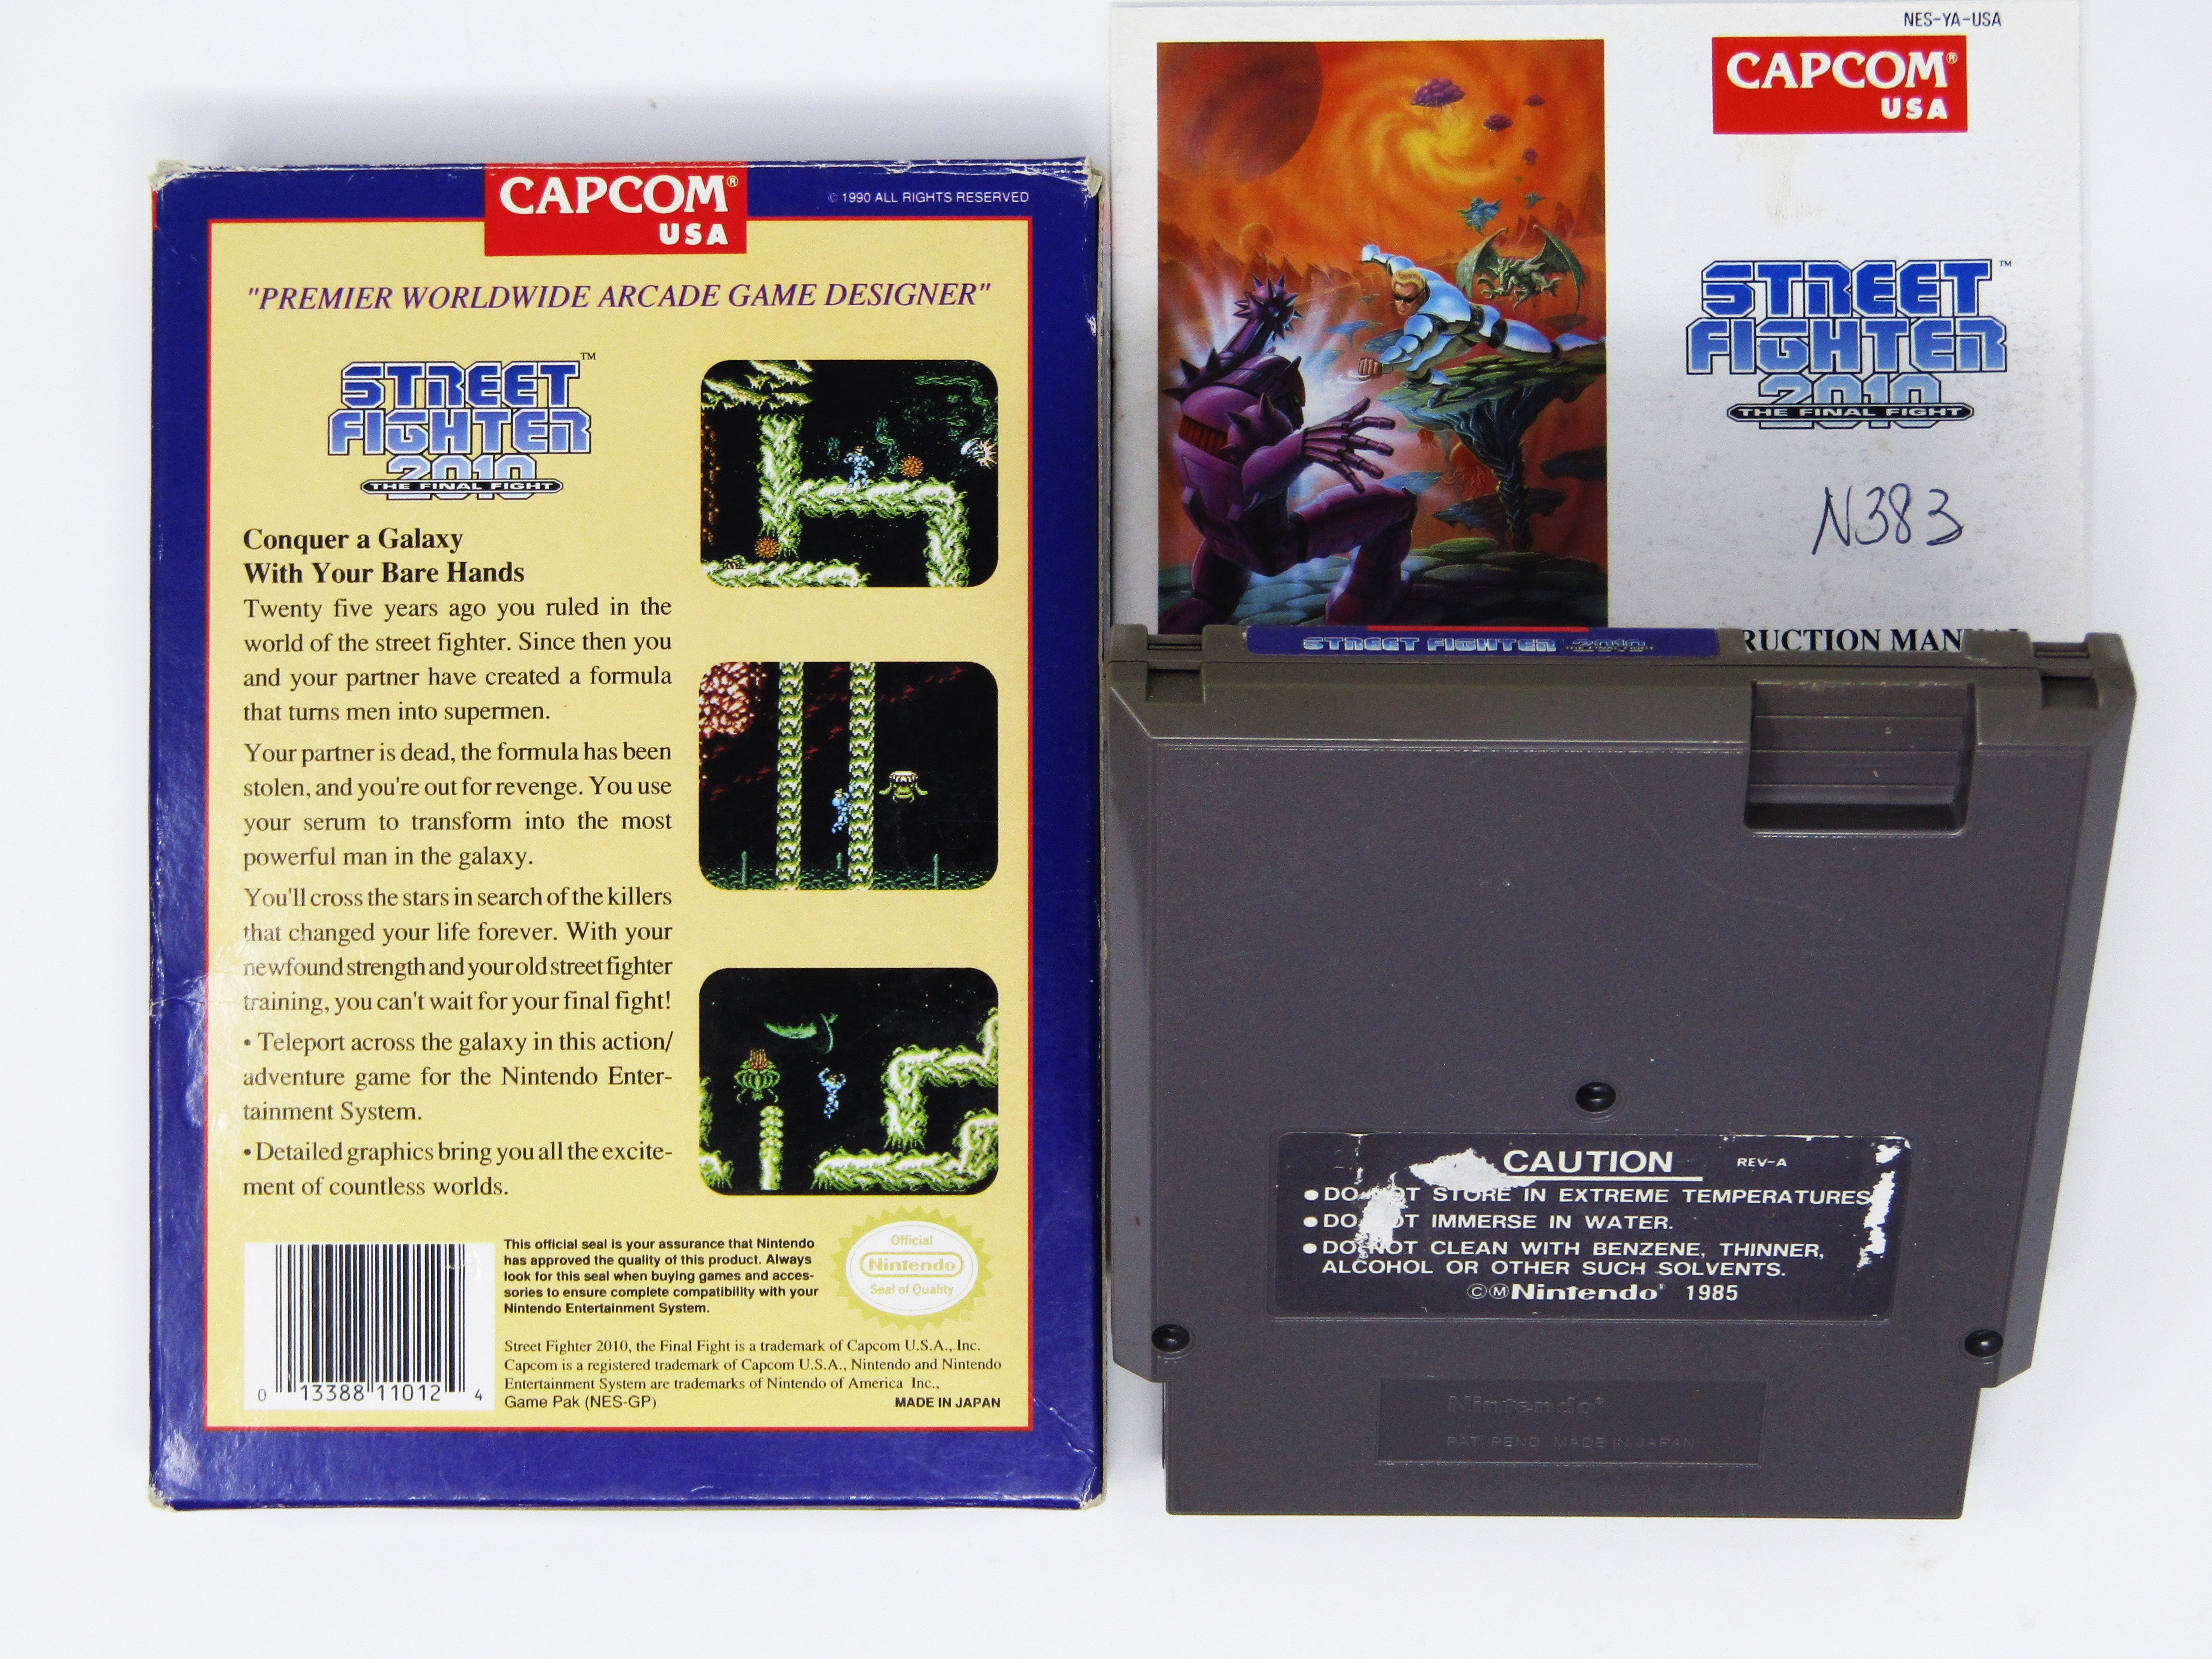 CAPCOM®
USA
© 1990 ALL RIGHTS RESERVED
"PREMIER WORLDWIDE ARCADE GAME DESIGNER"
STREET™
FIGHTER
2010
THE FINAL FIGHT
Conquer a Galaxy
With Your Bare Hands
Twenty five years ago you ruled in the
world of the street fighter. Since then you
and your partner have created a formula
that turns men into supermen.
Your partner is dead, the formula has been
stolen, and you're out for revenge. You use
your serum to transform into the most
powerful man in the galaxy.
You'll cross the stars in search of the killers
that changed your life forever. With your
newfound strength and your old street fighter
training, you can't wait for your final fight!
• Teleport across the galaxy in this action/
adventure game for the Nintendo Enter-
tainment System.
• Detailed graphics bring you all the excite-
ment of countless worlds.
0 13388 11012 4
This official seal is your assurance that Nintendo
has approved the quality of this product. Always
look for this seal when buying games and acces-
sories to ensure complete compatibility with your
Nintendo Entertainment System.
Official
Nintendo
Seal of Quality
Street Fighter 2010, the Final Fight is a trademark of Capcom U.S.A., Inc.
Capcom is a registered trademark of Capcom U.S.A., Nintendo and Nintendo
Entertainment System are trademarks of Nintendo of America Inc.,
Game Pak (NES-GP)
MADE IN JAPAN
NES-YA-USA
CAPCOM®
USA
STREET™
FIGHTER
2010
THE FINAL FIGHT
N383
RUCTION MANUAL
STREET FIGHTER 2010
THE FINAL FIGHT
CAUTION REV-A
● DO NOT STORE IN EXTREME TEMPERATURES
● DO NOT IMMERSE IN WATER.
● DO NOT CLEAN WITH BENZENE, THINNER,
ALCOHOL OR OTHER SUCH SOLVENTS.
©ⓂNintendo® 1985
Nintendo®
PAT. PEND. MADE IN JAPAN